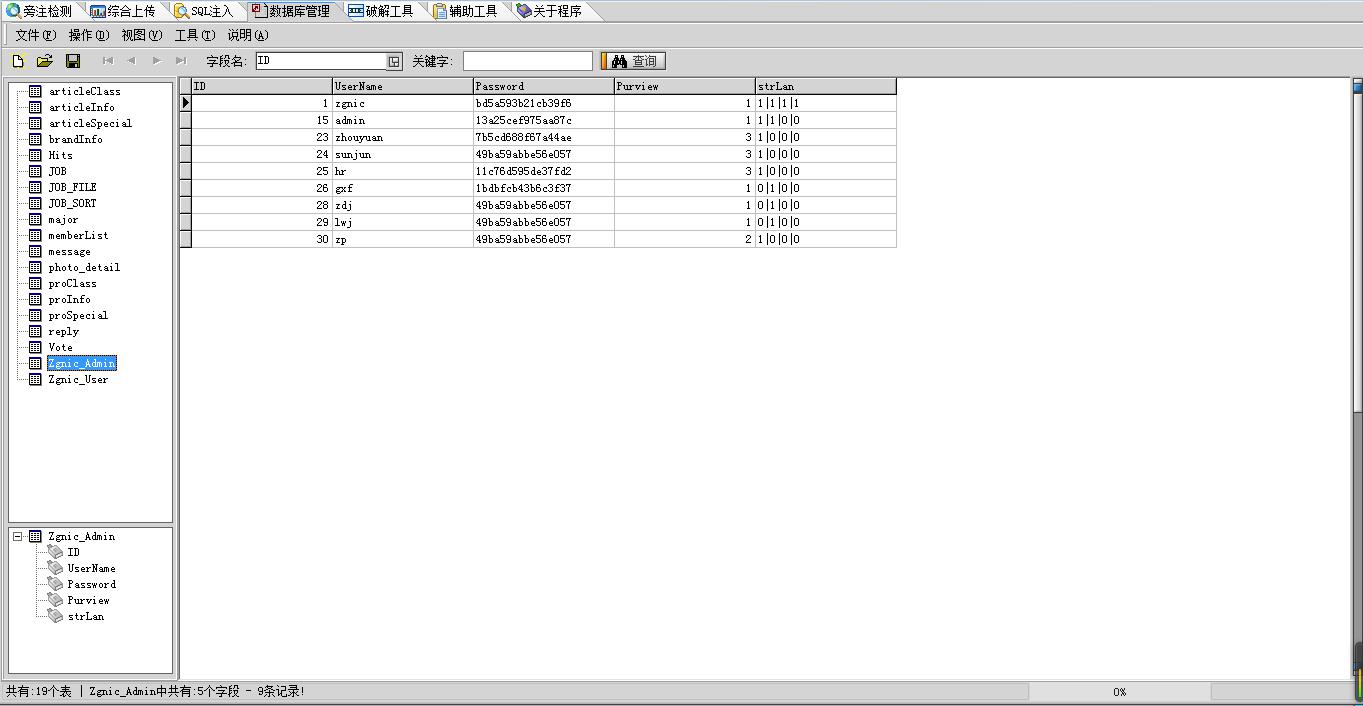 旁注检测 综合上传 SQL注入 数据库管理 破解工具 辅助工具 关于程序
文件(F) 操作(D) 视图(V) 工具(T) 说明(A)
字段名: ID 关键字: 查询
articleClass
articleInfo
articleSpecial
brandInfo
Hits
JOB
JOB_FILE
JOB_SORT
major
memberList
message
photo_detail
proClass
proInfo
proSpecial
reply
Vote
Zgnic_Admin
Zgnic_User
ID UserName Password Purview strLan
1 zgnic bd5a593b21cb39f6 1 1|1|1|1
15 admin 13a25cef975aa87c 1 1|1|0|0
23 zhouyuan 7b5cd688f67a44ae 3 1|0|0|0
24 sunjun 49ba59abbe56e057 3 1|0|0|0
25 hr 11c76d595de37fd2 3 1|0|0|0
26 gxf 1bdbfcb43b6c3f37 1 0|1|0|0
28 zdj 49ba59abbe56e057 1 0|1|0|0
29 lwj 49ba59abbe56e057 1 0|1|0|0
30 zp 49ba59abbe56e057 2 1|0|0|0
Zgnic_Admin
ID
UserName
Password
Purview
strLan
共有:19个表 | Zgnic_Admin中共有:5个字段 - 9条记录! 0%